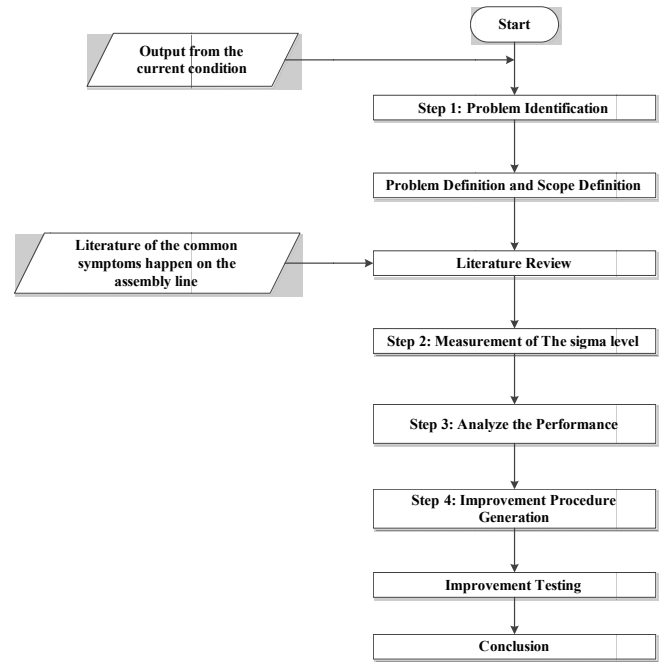 Start
Output from the
current condition
Step 1: Problem Identification
Problem Definition and Scope Definition
Literature of the common
symptoms happen on the
assembly line
Literature Review
Step 2: Measurement of The sigma level
Step 3: Analyze the Performance
Step 4: Improvement Procedure
Generation
Improvement Testing
Conclusion